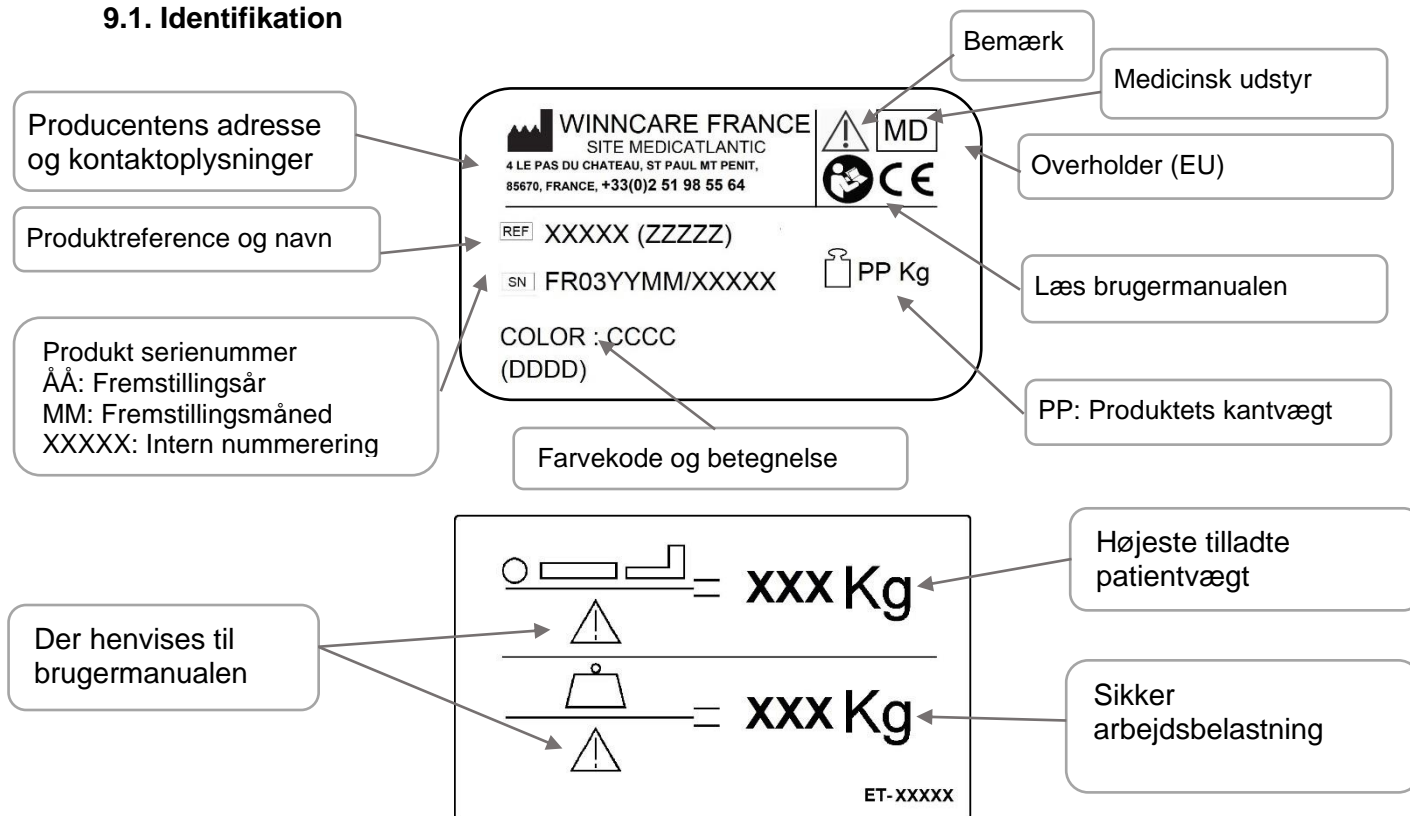 9.1. Identifikation
Bemærk
Medicinsk udstyr
Producentens adresse
og kontaktoplysninger
WINNCARE FRANCE
SITE MEDICATLANTIC
4 LE PAS DU CHATEAU, ST PAUL MT PENIT,
85670, FRANCE, +33(0)2 51 98 55 64
MD
CE
Overholder (EU)
Produktreference og navn
REF XXXXX (ZZZZZ)
SN FR03YYMM/XXXXX
PP Kg
Læs brugermanualen
COLOR : CCCC
(DDDD)
Produkt serienummer
ÅÅ: Fremstillingsår
MM: Fremstillingsmåned
XXXXX: Intern nummerering
PP: Produktets kantvægt
Farvekode og betegnelse
XXX Kg
Højeste tilladte
patientvægt
Der henvises til
brugermanualen
XXX Kg
Sikker
arbejdsbelastning
ET-XXXXX